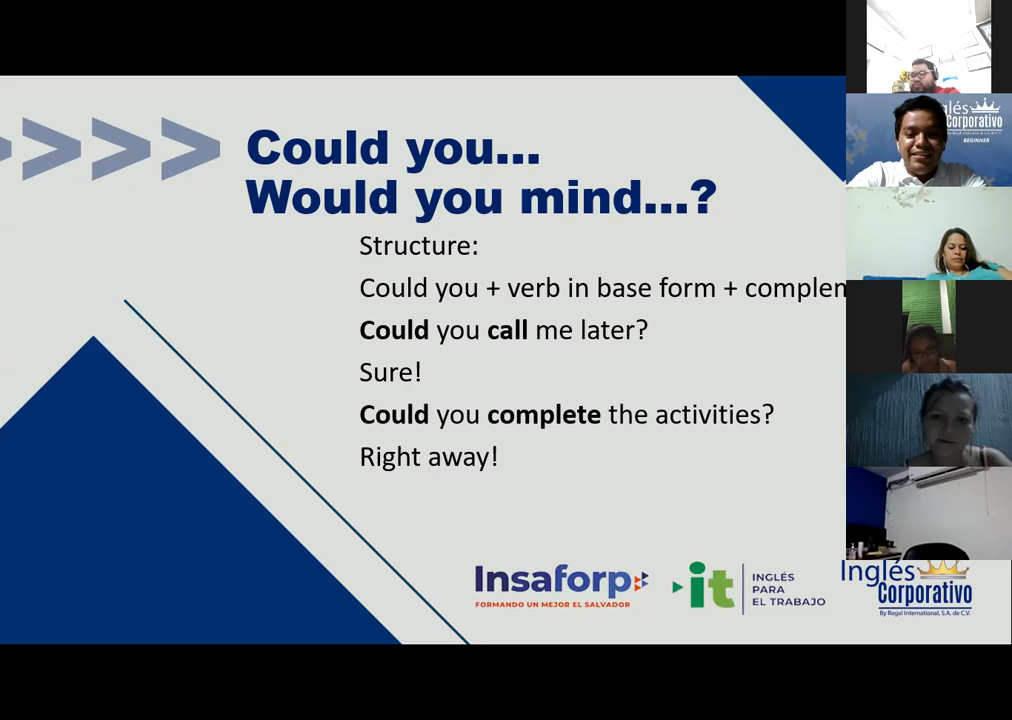 Could you...
Would you mind...?
Structure:
Could you + verb in base form + complem
Could you call me later?
Sure!
Could you complete the activities?
Right away!
Insaforp
FORMANDO UN MEJOR EL SALVADOR
it
INGLÉS
PARA
EL TRABAJO
Inglés
Corporativo
By Regal International, S.A. de C.V.
glés
Corporativo
BEGINNER